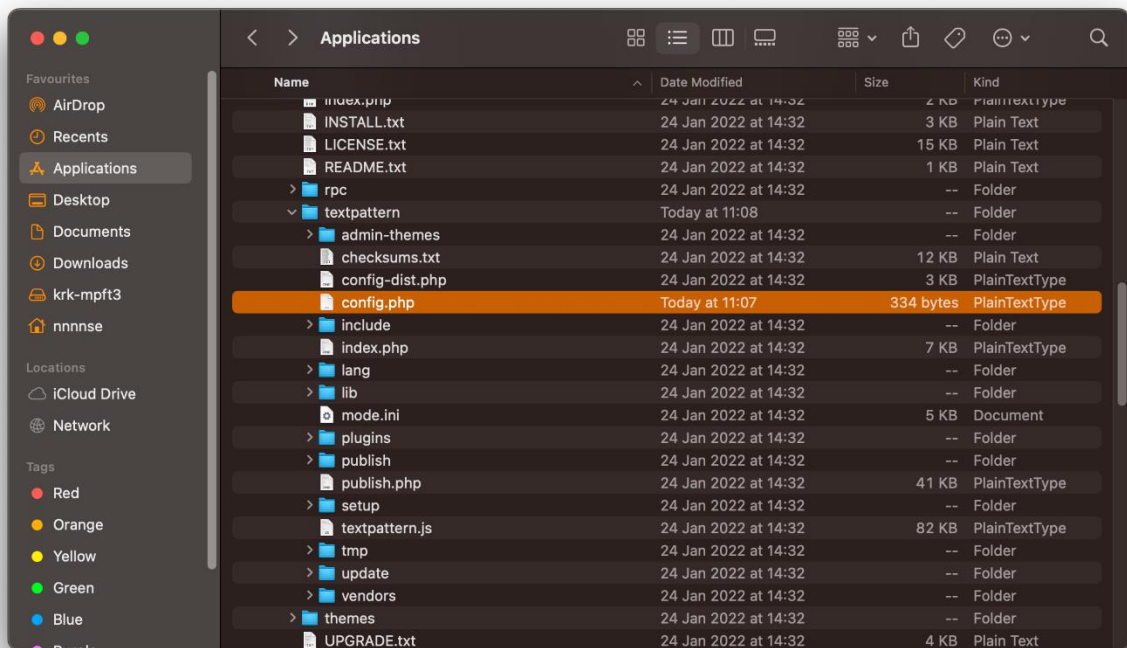 Applications
Favourites
AirDrop
Recents
Applications
Desktop
Documents
Downloads
krk-mpft3
nnnnse
Locations
iCloud Drive
Network
Tags
Red
Orange
Yellow
Green
Blue
Purple
Name Date Modified Size Kind
index.php 24 Jan 2022 at 14:32 2 KB PlainTextType
INSTALL.txt 24 Jan 2022 at 14:32 3 KB Plain Text
LICENSE.txt 24 Jan 2022 at 14:32 15 KB Plain Text
README.txt 24 Jan 2022 at 14:32 1 KB Plain Text
rpc 24 Jan 2022 at 14:32 -- Folder
textpattern Today at 11:08 -- Folder
admin-themes 24 Jan 2022 at 14:32 -- Folder
checksums.txt 24 Jan 2022 at 14:32 12 KB Plain Text
config-dist.php 24 Jan 2022 at 14:32 3 KB PlainTextType
config.php Today at 11:07 334 bytes PlainTextType
include 24 Jan 2022 at 14:32 -- Folder
index.php 24 Jan 2022 at 14:32 7 KB PlainTextType
lang 24 Jan 2022 at 14:32 -- Folder
lib 24 Jan 2022 at 14:32 -- Folder
mode.ini 24 Jan 2022 at 14:32 5 KB Document
plugins 24 Jan 2022 at 14:32 -- Folder
publish 24 Jan 2022 at 14:32 -- Folder
publish.php 24 Jan 2022 at 14:32 41 KB PlainTextType
setup 24 Jan 2022 at 14:32 -- Folder
textpattern.js 24 Jan 2022 at 14:32 82 KB PlainTextType
tmp 24 Jan 2022 at 14:32 -- Folder
update 24 Jan 2022 at 14:32 -- Folder
vendors 24 Jan 2022 at 14:32 -- Folder
themes 24 Jan 2022 at 14:32 -- Folder
UPGRADE.txt 24 Jan 2022 at 14:32 4 KB Plain Text